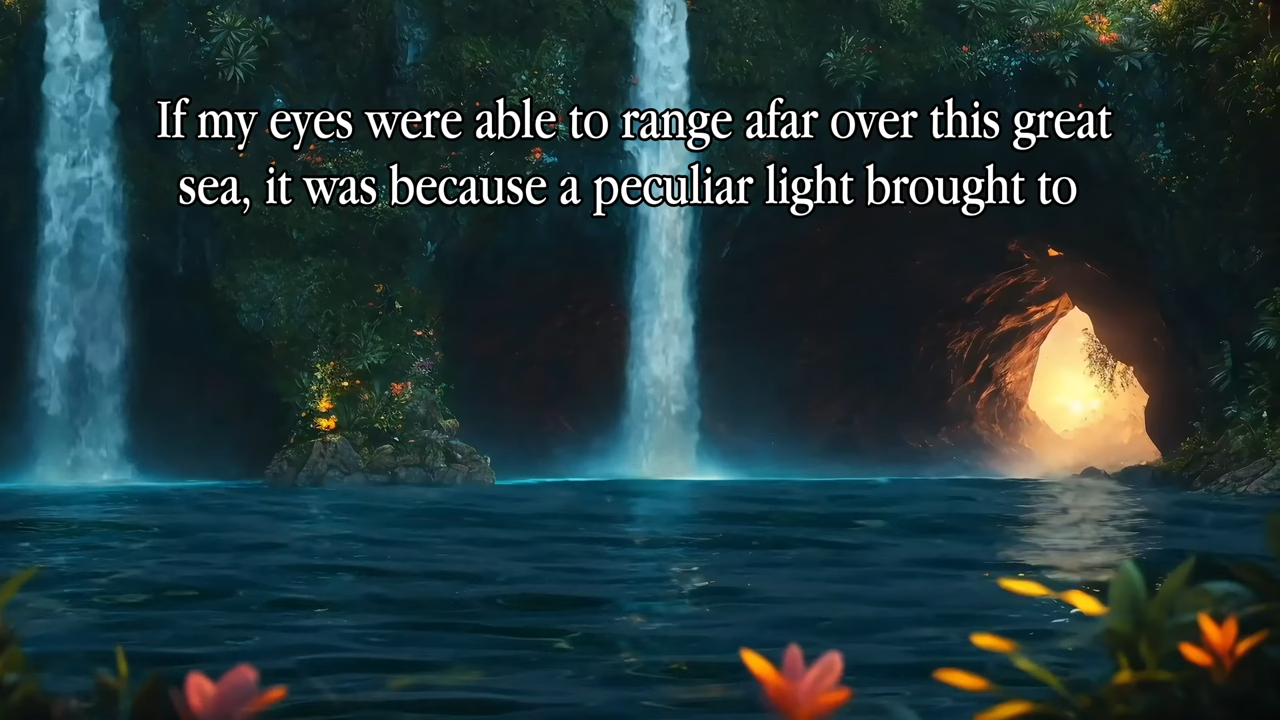 If my eyes were able to range afar over this great
sea, it was because a peculiar light brought to